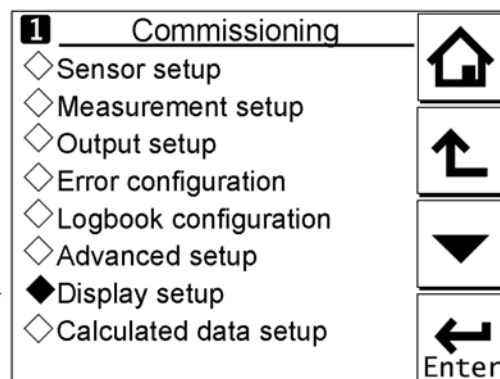 1 Commissioning
Sensor setup
Measurement setup
Output setup
Error configuration
Logbook configuration
Advanced setup
Display setup
Calculated data setup
Enter